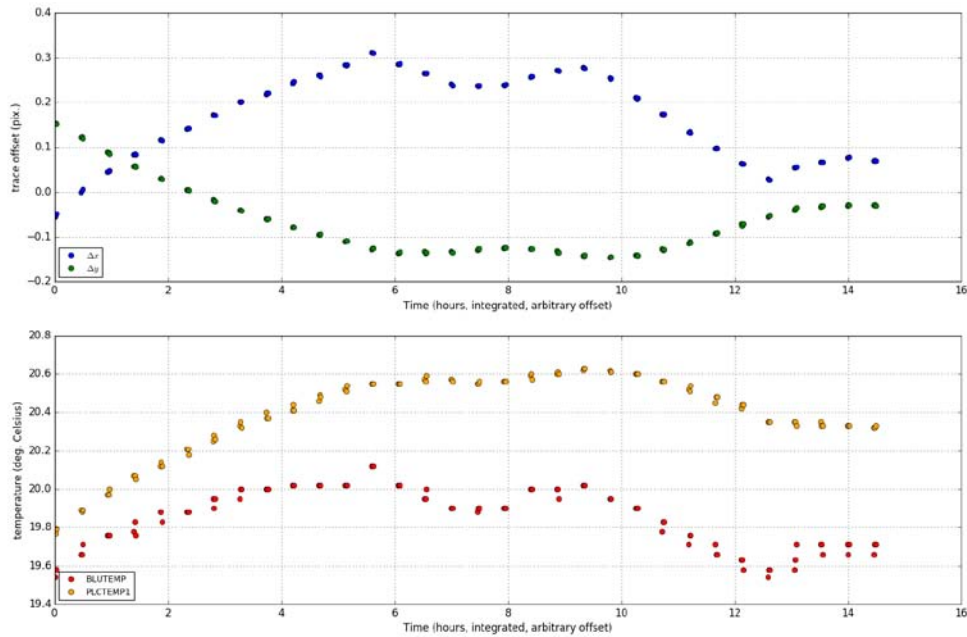 0.4
0.3
0.2
0.1
0.0
−0.1
−0.2
trace offset (pix.)
Δx
Δy
0 2 4 6 8 10 12 14 16
Time (hours, integrated, arbitrary offset)
20.8
20.6
20.4
20.2
20.0
19.8
19.6
19.4
temperature (deg. Celsius)
BLUTEMP
PLCTEMP1
0 2 4 6 8 10 12 14 16
Time (hours, integrated, arbitrary offset)